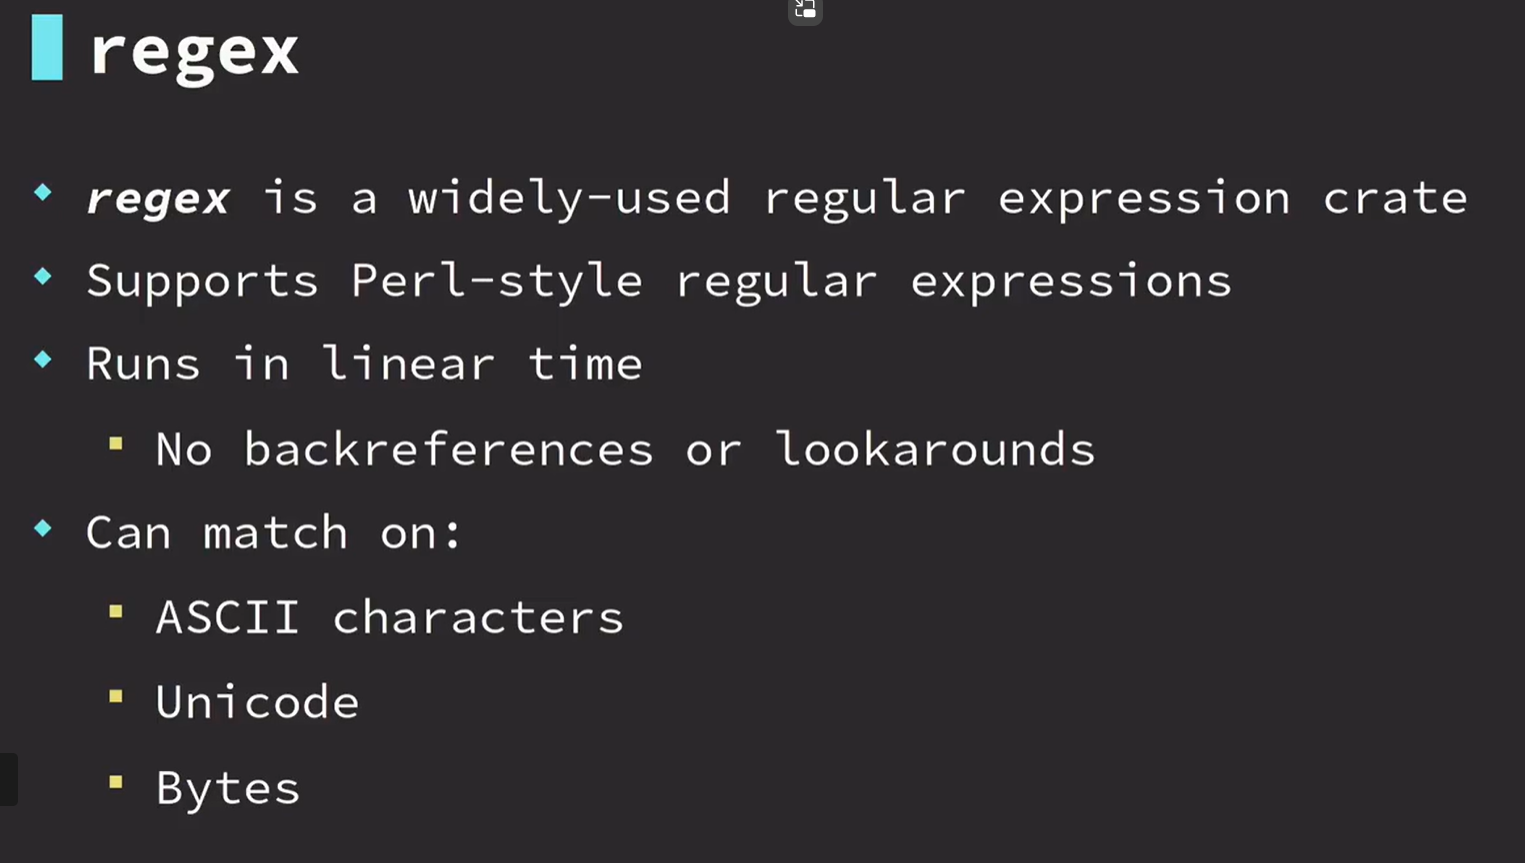 regex
regex is a widely-used regular expression crate
Supports Perl-style regular expressions
Runs in linear time
No backreferences or lookarounds
Can match on:
ASCII characters
Unicode
Bytes